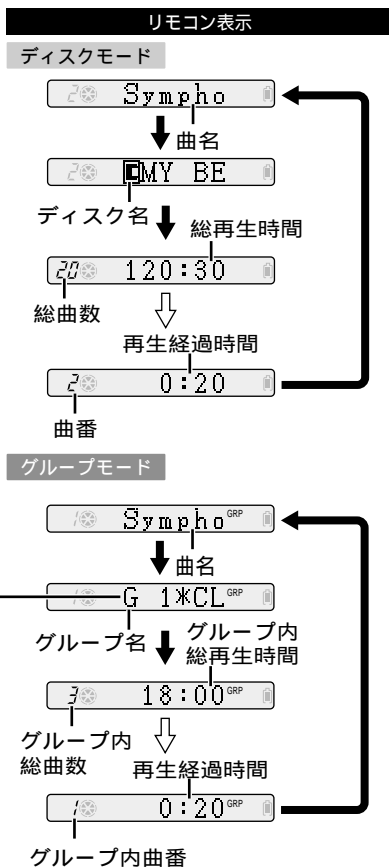 リモコン表示
ディスクモード
2 Sympho
曲名
2 MY BE
ディスク名
総再生時間
20 120:30
総曲数
再生経過時間
2 0:20
曲番
グループモード
1 Sympho GRP
曲名
1 G 1*CL GRP
グループ名
グループ内
総再生時間
3 18:00 GRP
グループ内
総曲数
再生経過時間
1 0:20 GRP
グループ内曲番